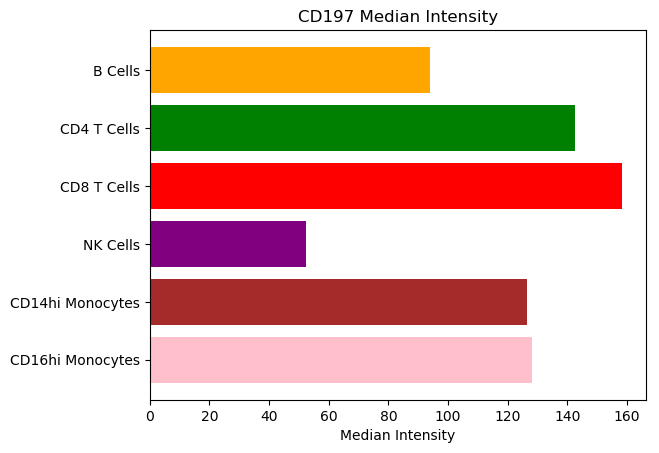 CD197 Median Intensity
B Cells
CD4 T Cells
CD8 T Cells
NK Cells
CD14hi Monocytes
CD16hi Monocytes
0 20 40 60 80 100 120 140 160
Median Intensity